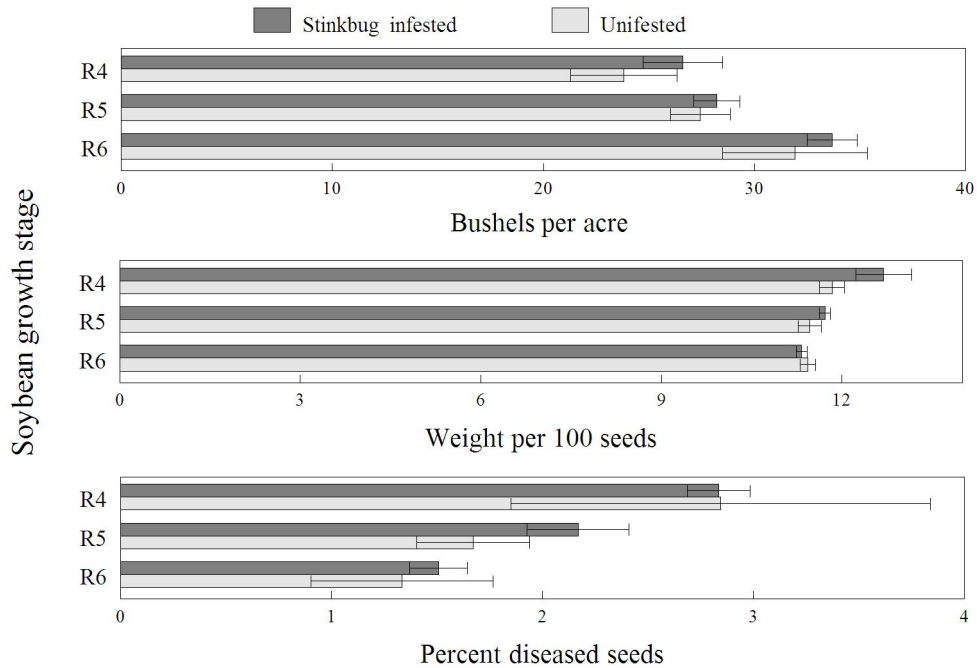 Stinkbug infested Unifested
R4
R5
R6
0 10 20 30 40
Bushels per acre
Soybean growth stage
R4
R5
R6
0 3 6 9 12
Weight per 100 seeds
R4
R5
R6
0 1 2 3 4
Percent diseased seeds